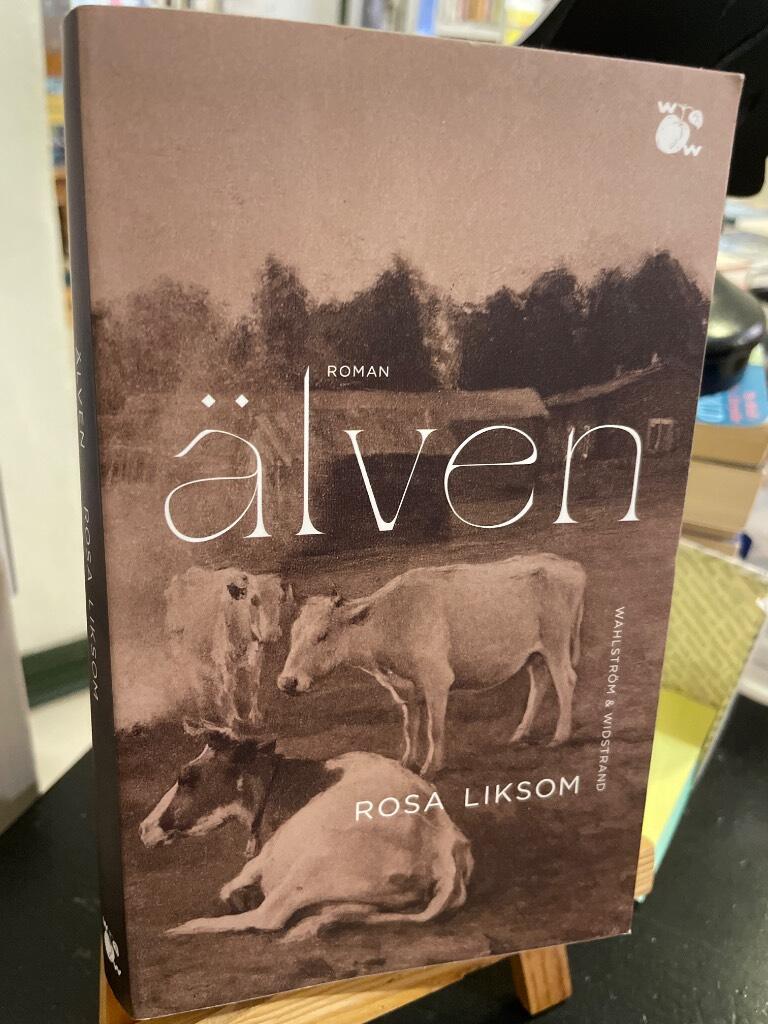 W W
ROMAN
älven
WAHLSTRÖM & WIDSTRAND
ROSA LIKSOM
ÄLVEN ROSA LIKSOM
W W